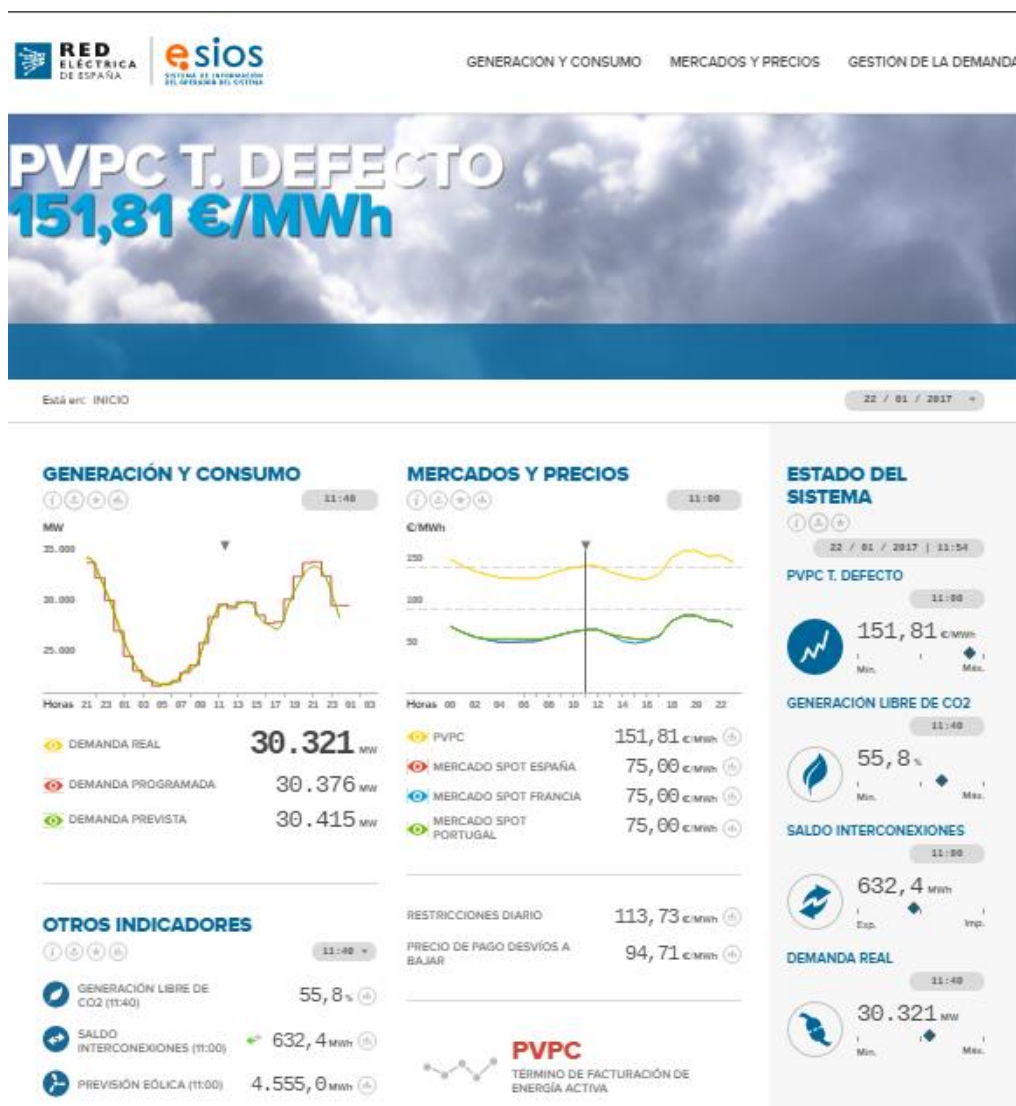 RED
ELÉCTRICA
DE ESPAÑA
e·sios
SISTEMA DE INFORMACIÓN
DEL OPERADOR DEL SISTEMA
GENERACIÓN Y CONSUMO MERCADOS Y PRECIOS GESTIÓN DE LA DEMANDA
PVPC T. DEFECTO
151,81 €/MWh
Está en: INICIO
22 / 01 / 2017
GENERACIÓN Y CONSUMO
11:40
MW
35.000
30.000
25.000
Horas 21 23 01 03 05 07 09 11 13 15 17 19 21 23 01 03
DEMANDA REAL 30.321 MW
DEMANDA PROGRAMADA 30.376 MW
DEMANDA PREVISTA 30.415 MW
OTROS INDICADORES
11:40
GENERACIÓN LIBRE DE
CO2 (11:40) 55,8 %
SALDO
INTERCONEXIONES (11:00) 632,4 MWh
PREVISIÓN EÓLICA (11:00) 4.555,0 MWh
MERCADOS Y PRECIOS
11:00
€/MWh
150
100
50
Horas 00 02 04 06 08 10 12 14 16 18 20 22
PVPC 151,81 €/MWh
MERCADO SPOT ESPAÑA 75,00 €/MWh
MERCADO SPOT FRANCIA 75,00 €/MWh
MERCADO SPOT
PORTUGAL 75,00 €/MWh
RESTRICCIONES DIARIO 113,73 €/MWh
PRECIO DE PAGO DESVÍOS A
BAJAR 94,71 €/MWh
PVPC
TÉRMINO DE FACTURACIÓN DE
ENERGÍA ACTIVA
ESTADO DEL
SISTEMA
22 / 01 / 2017 | 11:54
PVPC T. DEFECTO
11:00
151,81 €/MWh
Mín. Máx.
GENERACIÓN LIBRE DE CO2
11:40
55,8 %
Mín. Máx.
SALDO INTERCONEXIONES
11:00
632,4 MWh
Exp. Imp.
DEMANDA REAL
11:40
30.321 MW
Mín. Máx.